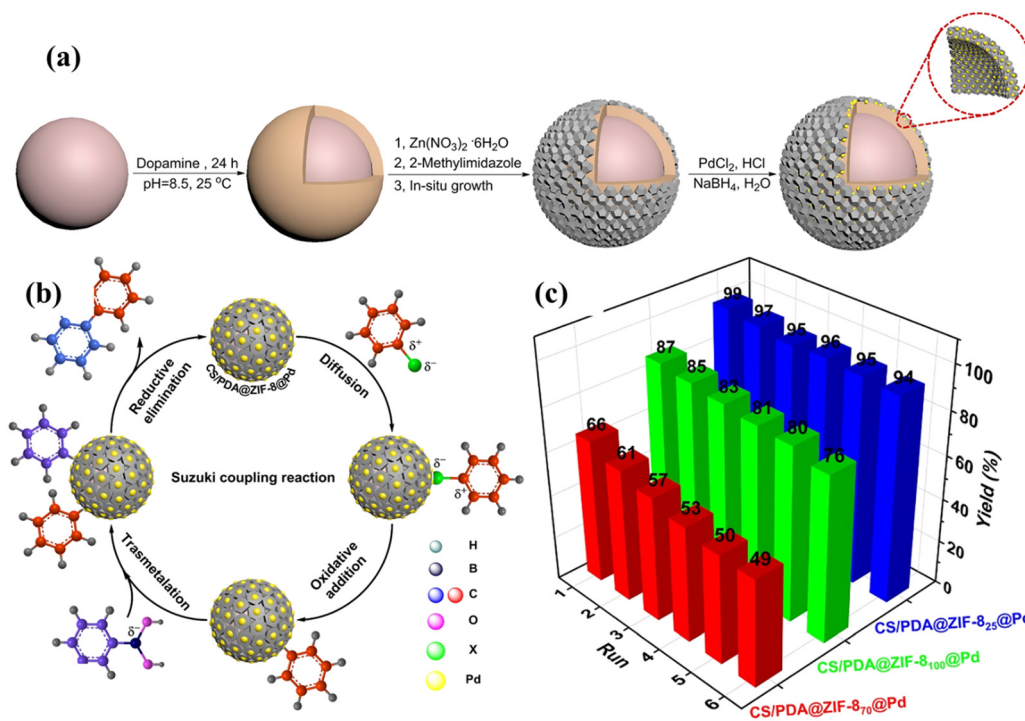 (a)
Dopamine , 24 h
pH=8.5, 25 °C
1, Zn(NO₃)₂ ·6H₂O
2, 2-Methylimidazole
3, In-situ growth
PdCl₂, HCl
NaBH₄, H₂O
(b)
CS/PDA@ZIF-8@Pd
Diffusion
δ⁺
δ⁻
Reductive
elimination
Suzuki coupling reaction
δ⁻
δ⁺
Oxidative
addition
Trasmetalation
δ⁻
H
B
C
O
X
Pd
(c)
99
97
95
96
95
94
87
85
83
81
80
76
66
61
57
53
50
49
100
80
60
40
20
0
Yield (%)
1
2
3
4
5
6
Run
CS/PDA@ZIF-8₂₅@Pd
CS/PDA@ZIF-8₁₀₀@Pd
CS/PDA@ZIF-8₇₀@Pd